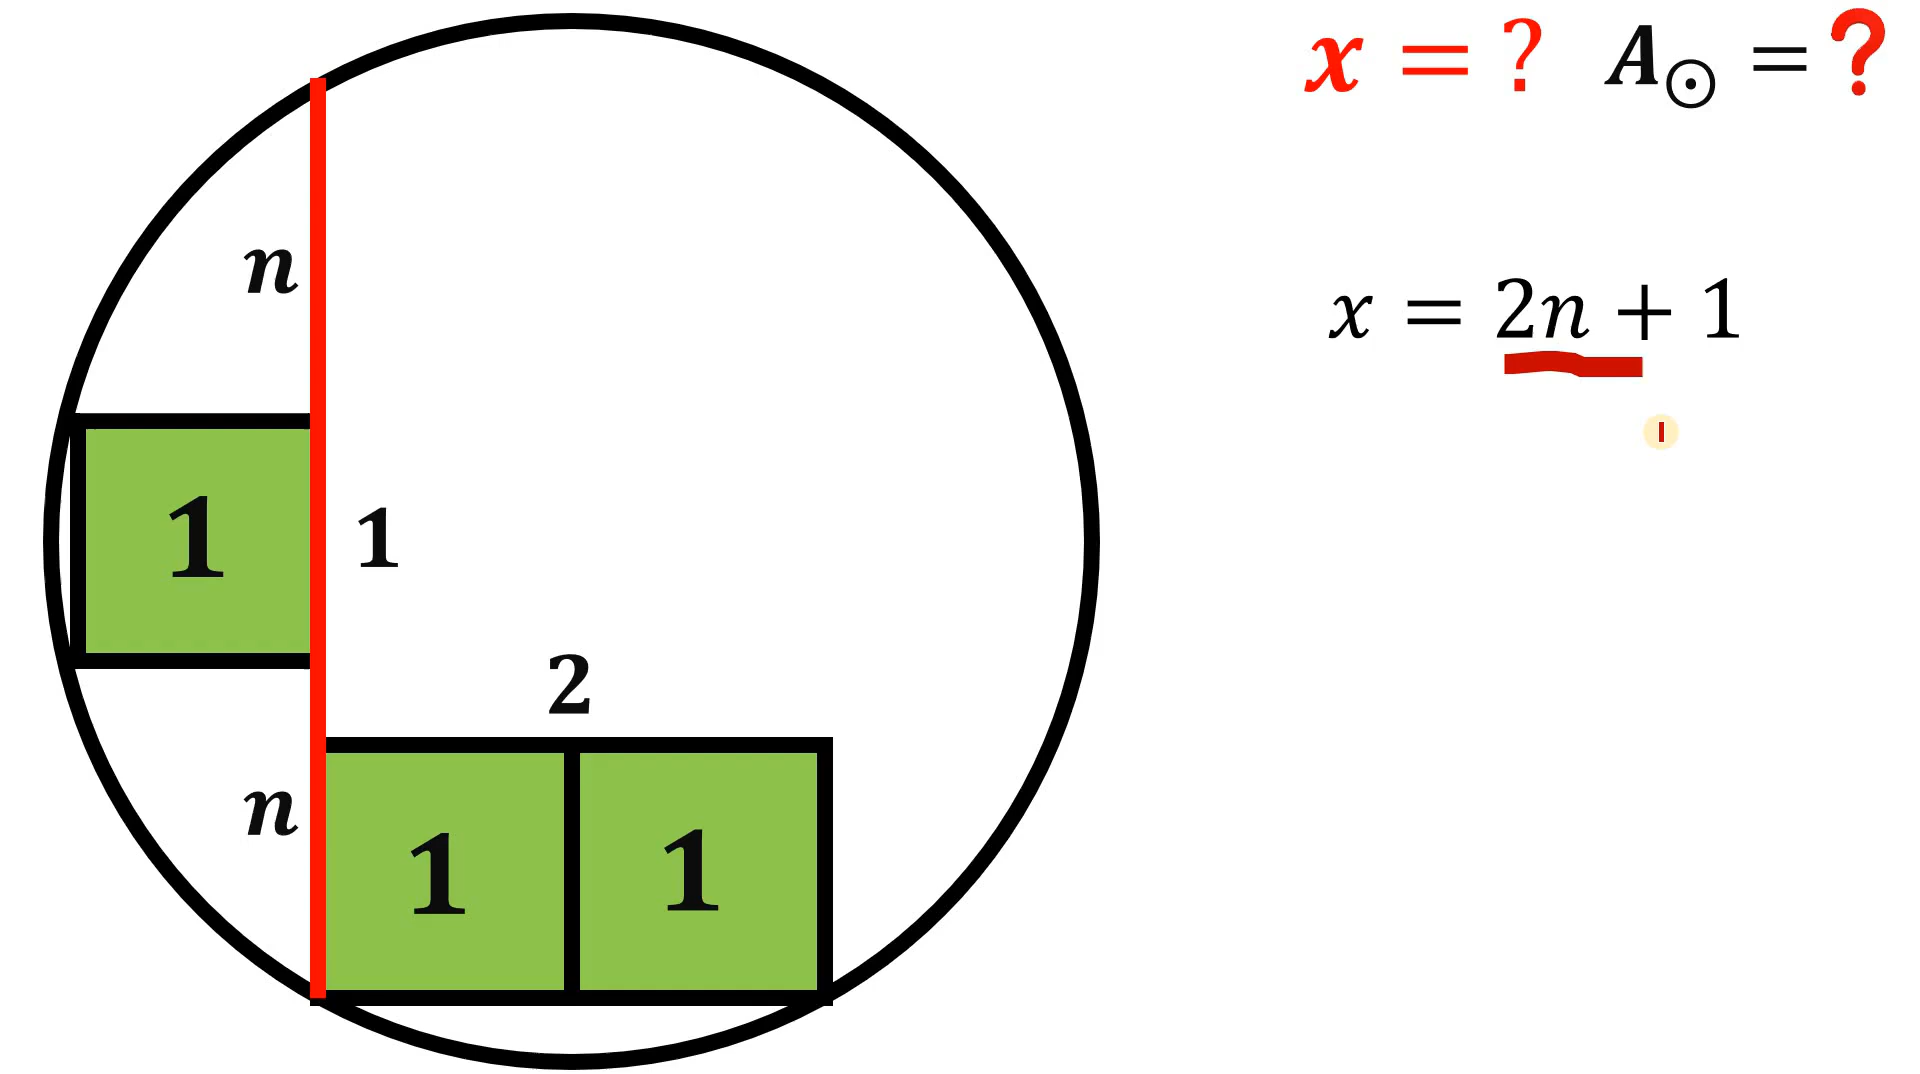 x = ? A⊙ = ?
n
x = 2n + 1
1 1
2
n
1 1